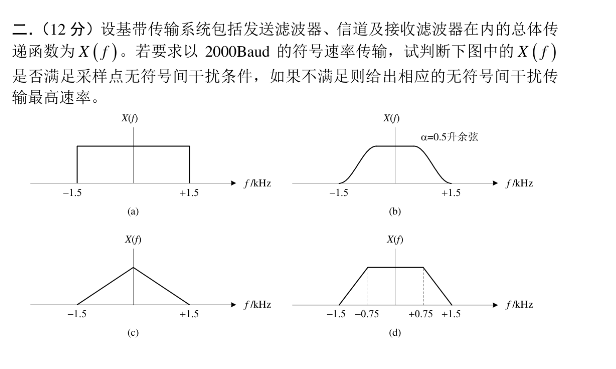 二.（12 分）设基带传输系统包括发送滤波器、信道及接收滤波器在内的总体传
递函数为 X(f)。若要求以 2000Baud 的符号速率传输，试判断下图中的 X(f)
是否满足采样点无符号间干扰条件，如果不满足则给出相应的无符号间干扰传
输最高速率。
X(f) X(f)
α=0.5升余弦
−1.5 +1.5 f/kHz −1.5 +1.5 f/kHz
(a) (b)
X(f) X(f)
−1.5 +1.5 f/kHz −1.5 −0.75 +0.75 +1.5 f/kHz
(c) (d)